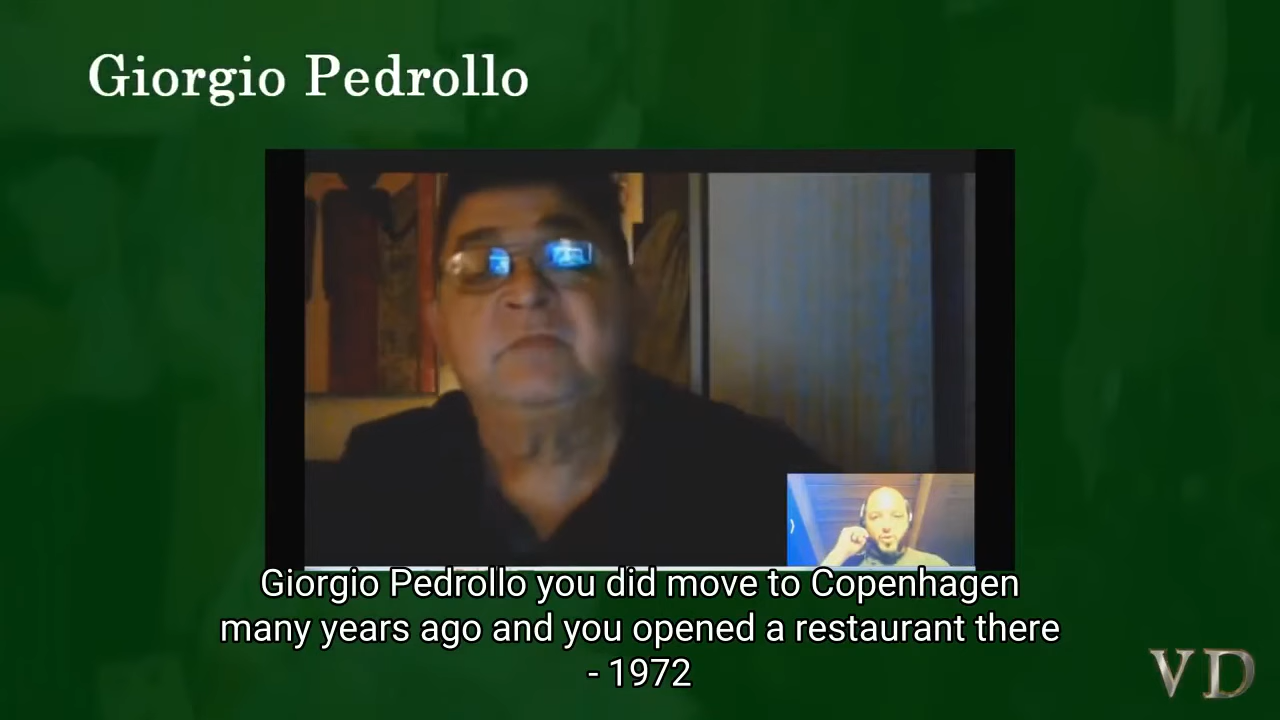 Giorgio Pedrollo
Giorgio Pedrollo you did move to Copenhagen
many years ago and you opened a restaurant there
- 1972
VD